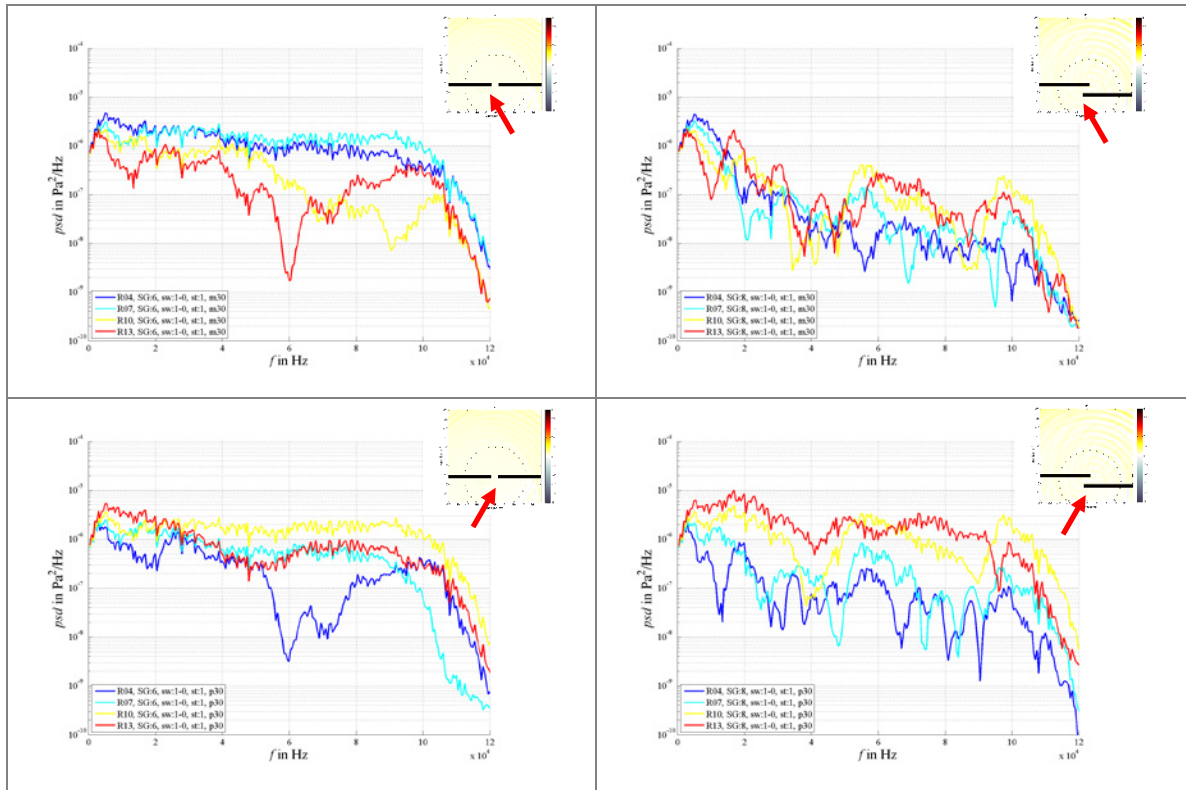 10⁻⁴
10⁻⁵
10⁻⁶
10⁻⁷
10⁻⁸
10⁻⁹
10⁻¹⁰
psd in Pa²/Hz
R04, SG:6, sw:1-0, st:1, m30
R07, SG:6, sw:1-0, st:1, m30
R10, SG:6, sw:1-0, st:1, m30
R13, SG:6, sw:1-0, st:1, m30
0 2 4 6 8 10 12
x 10⁴
f in Hz
10⁻⁴
10⁻⁵
10⁻⁶
10⁻⁷
10⁻⁸
10⁻⁹
10⁻¹⁰
psd in Pa²/Hz
R04, SG:8, sw:1-0, st:1, m30
R07, SG:8, sw:1-0, st:1, m30
R10, SG:8, sw:1-0, st:1, m30
R13, SG:8, sw:1-0, st:1, m30
0 2 4 6 8 10 12
x 10⁴
f in Hz
10⁻⁴
10⁻⁵
10⁻⁶
10⁻⁷
10⁻⁸
10⁻⁹
10⁻¹⁰
psd in Pa²/Hz
R04, SG:6, sw:1-0, st:1, p30
R07, SG:6, sw:1-0, st:1, p30
R10, SG:6, sw:1-0, st:1, p30
R13, SG:6, sw:1-0, st:1, p30
0 2 4 6 8 10 12
x 10⁴
f in Hz
10⁻⁴
10⁻⁵
10⁻⁶
10⁻⁷
10⁻⁸
10⁻⁹
10⁻¹⁰
psd in Pa²/Hz
R04, SG:8, sw:1-0, st:1, p30
R07, SG:8, sw:1-0, st:1, p30
R10, SG:8, sw:1-0, st:1, p30
R13, SG:8, sw:1-0, st:1, p30
0 2 4 6 8 10 12
x 10⁴
f in Hz